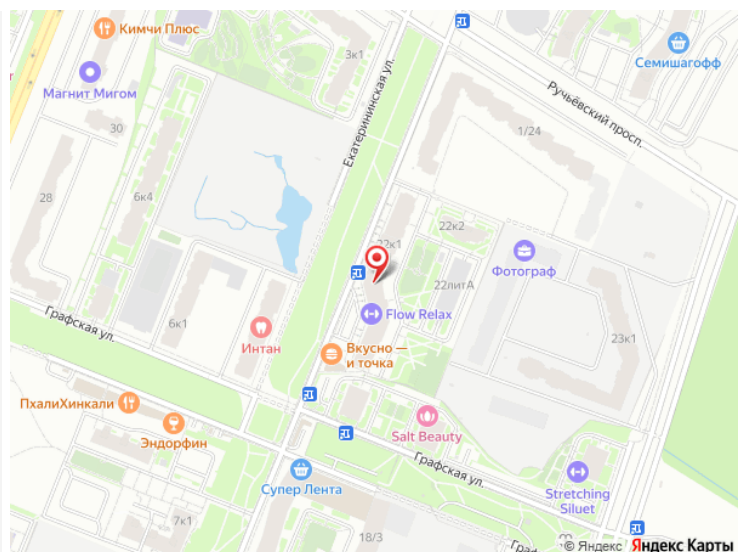 Кимчи Плюс
3к1
Семишагофф
Магнит Мигом
Екатерининская ул.
Ручьёвский просп.
30
1/24
28
6к4
22к1
22к2
Фотограф
22литА
Графская ул.
6к1
Интан
Flow Relax
23к1
Вкусно —
и точка
ПхалиХинкали
Эндорфин
Salt Beauty
Графская ул.
Супер Лента
Stretching
Siluet
7к1
18/3
© Яндекс Яндекс Карты